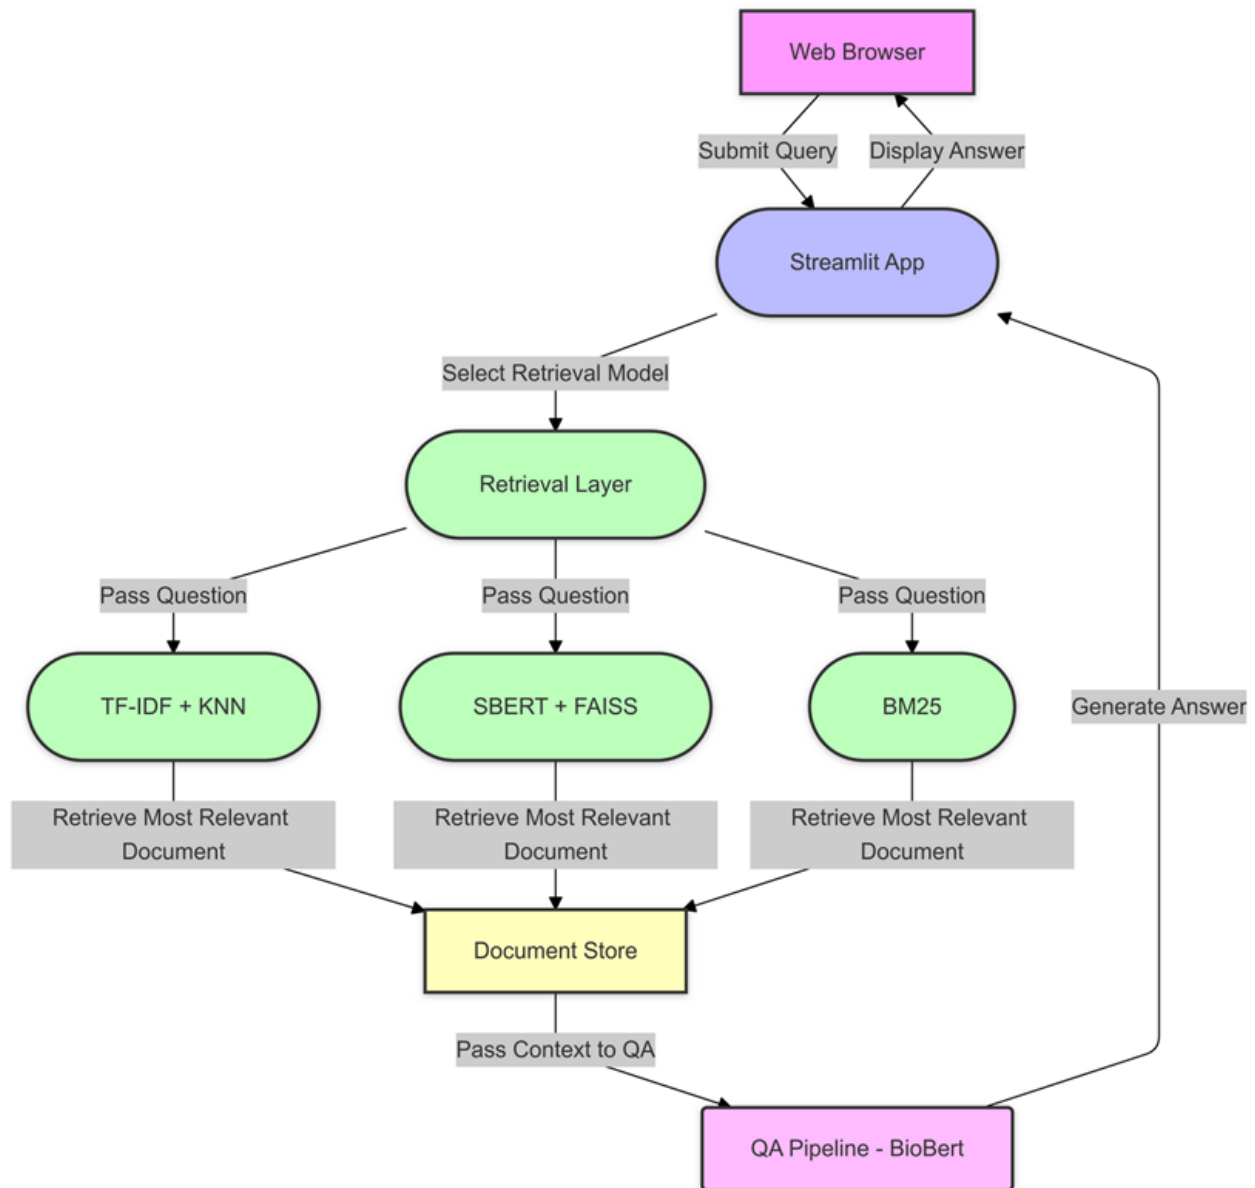 Web Browser
Submit Query
Display Answer
Streamlit App
Select Retrieval Model
Retrieval Layer
Pass Question
Pass Question
Pass Question
TF-IDF + KNN
SBERT + FAISS
BM25
Generate Answer
Retrieve Most Relevant
Document
Retrieve Most Relevant
Document
Retrieve Most Relevant
Document
Document Store
Pass Context to QA
QA Pipeline - BioBert